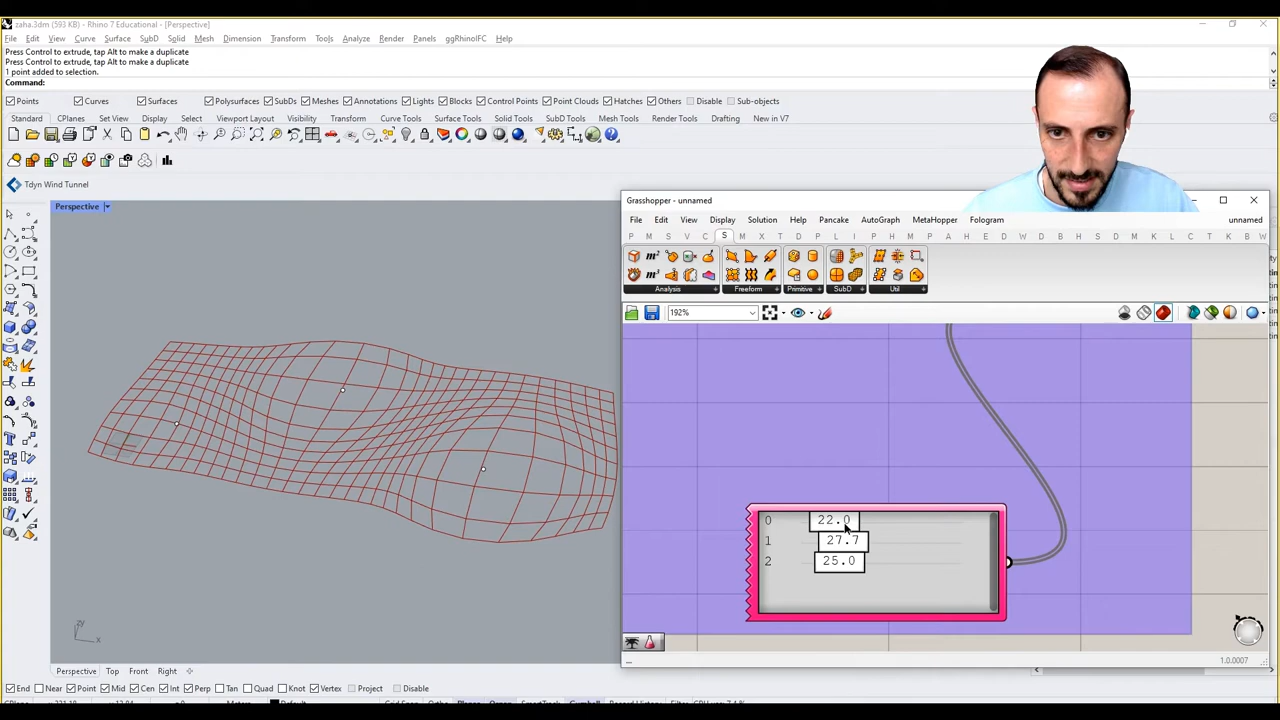 zaha.3dm (593 KB) - Rhino 7 Educational - [Perspective]
File Edit View Curve Surface SubD Solid Mesh Dimension Transform Tools Analyze Render Panels ggRhinoIFC Help
Press Control to extrude, tap Alt to make a duplicate
Press Control to extrude, tap Alt to make a duplicate
1 point added to selection.
Command:
Points Curves Surfaces Polysurfaces SubDs Meshes Annotations Lights Blocks Control Points Point Clouds Hatches Others Disable Sub-objects
Standard CPlanes Set View Display Select Viewport Layout Visibility Transform Curve Tools Surface Tools Solid Tools SubD Tools Mesh Tools Render Tools Drafting New in V7
Tdyn Wind Tunnel
Perspective
Grasshopper - unnamed
File Edit View Display Solution Help Pancake AutoGraph MetaHopper Fologram unnamed
P M S V C S M X T D P L I V F H P M A G F H A D W D B P C L H W
Analysis Freeform Primitive SubD Util
192%
0 22.0
1 27.7
2 25.0
zy
x
... 1.0.0007
Perspective Top Front Right
End Near Point Mid Cen Int Perp Tan Quad Knot Vertex Project Disable